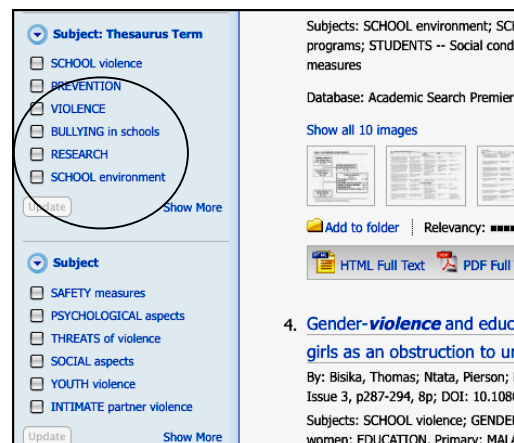 Subject: Thesaurus Term
SCHOOL violence
PREVENTION
VIOLENCE
BULLYING in schools
RESEARCH
SCHOOL environment
Update
Show More
Subject
SAFETY measures
PSYCHOLOGICAL aspects
THREATS of violence
SOCIAL aspects
YOUTH violence
INTIMATE partner violence
Update
Show More
Subjects: SCHOOL environment; SCH
programs; STUDENTS -- Social cond
measures
Database: Academic Search Premier
Show all 10 images
Add to folder Relevancy:
HTML Full Text PDF Full
4. Gender-violence and educ
girls as an obstruction to un
By: Bisika, Thomas; Ntata, Pierson;
Issue 3, p287-294, 8p; DOI: 10.108
Subjects: SCHOOL violence; GENDER
women; EDUCATION, Primary; MALA